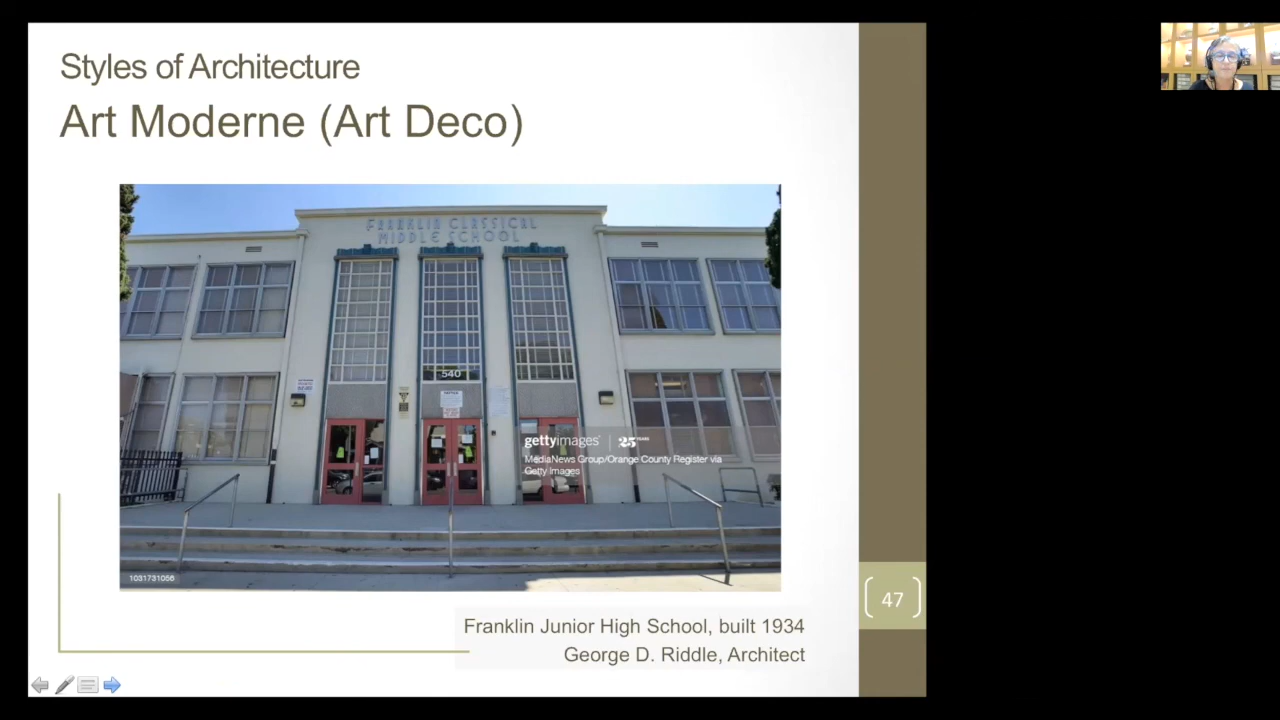 Styles of Architecture
Art Moderne (Art Deco)
FRANKLIN CLASSICAL
MIDDLE SCHOOL
540
gettyimages | 25 YEARS
MediaNews Group/Orange County Register via
Getty Images
1031731056
47
Franklin Junior High School, built 1934
George D. Riddle, Architect